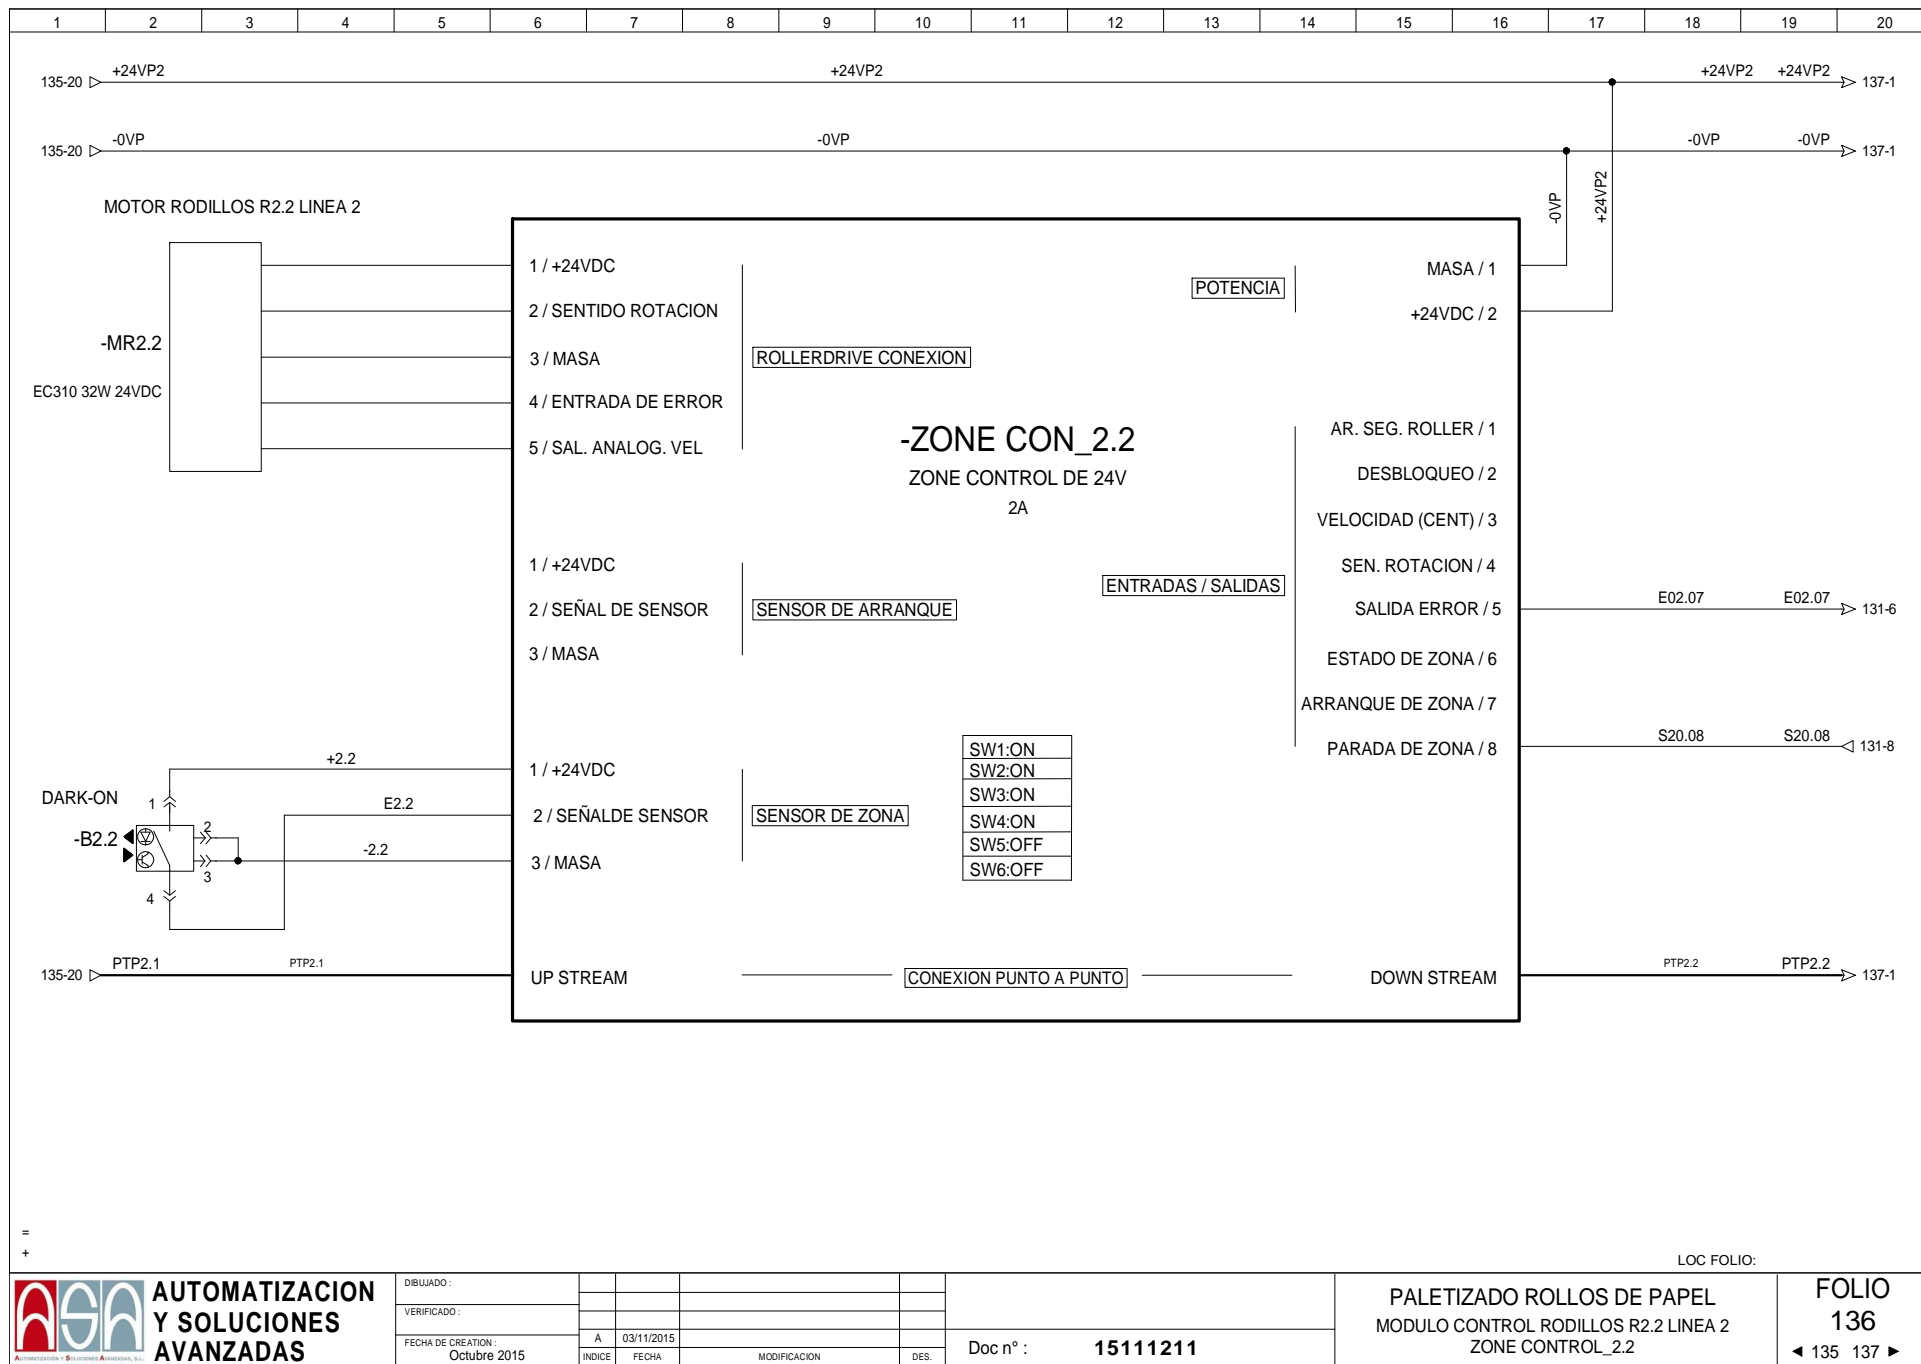 1 2 3 4 5 6 7 8 9 10 11 12 13 14 15 16 17 18 19 20
135-20 +24VP2 +24VP2 +24VP2 +24VP2 137-1
135-20 -0VP -0VP -0VP -0VP 137-1
-0VP
+24VP2
MOTOR RODILLOS R2.2 LINEA 2
-MR2.2
EC310 32W 24VDC
1 / +24VDC
2 / SENTIDO ROTACION
3 / MASA
4 / ENTRADA DE ERROR
5 / SAL. ANALOG. VEL
ROLLERDRIVE CONEXION
POTENCIA
MASA / 1
+24VDC / 2
-ZONE CON_2.2
ZONE CONTROL DE 24V
2A
AR. SEG. ROLLER / 1
DESBLOQUEO / 2
VELOCIDAD (CENT) / 3
SEN. ROTACION / 4
SALIDA ERROR / 5
ESTADO DE ZONA / 6
ARRANQUE DE ZONA / 7
PARADA DE ZONA / 8
ENTRADAS / SALIDAS
E02.07 E02.07 131-6
S20.08 S20.08 131-8
1 / +24VDC
2 / SEÑAL DE SENSOR
3 / MASA
SENSOR DE ARRANQUE
SW1:ON
SW2:ON
SW3:ON
SW4:ON
SW5:OFF
SW6:OFF
1 / +24VDC
2 / SEÑALDE SENSOR
3 / MASA
SENSOR DE ZONA
+2.2
E2.2
-2.2
DARK-ON
-B2.2
1
2
3
4
135-20 PTP2.1 PTP2.1
UP STREAM
CONEXION PUNTO A PUNTO
DOWN STREAM
PTP2.2 PTP2.2 137-1
=
+
LOC FOLIO:
ASA
AUTOMATIZACION Y SOLUCIONES AVANZADAS, S.L.
AUTOMATIZACION
Y SOLUCIONES
AVANZADAS
DIBUJADO :
VERIFICADO :
FECHA DE CREATION :
Octubre 2015
A 03/11/2015
INDICE FECHA MODIFICACION DES.
Doc n° : 15111211
PALETIZADO ROLLOS DE PAPEL
MODULO CONTROL RODILLOS R2.2 LINEA 2
ZONE CONTROL_2.2
FOLIO
136
135 137